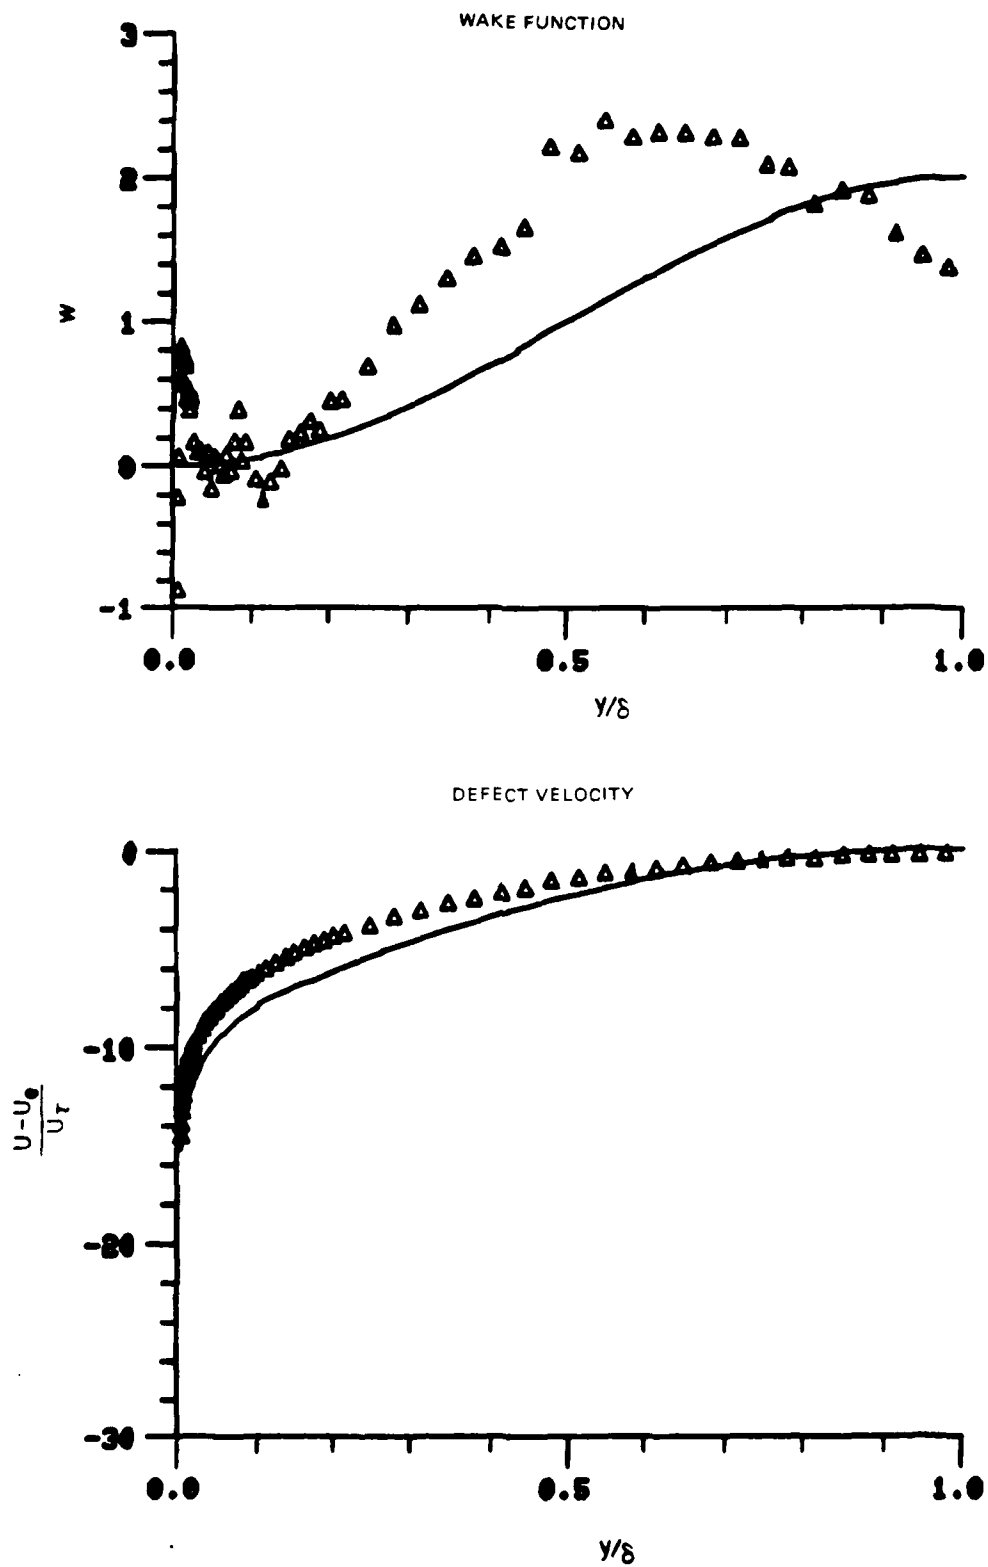 WAKE FUNCTION
3
2
1
0
-1
W
0.0 0.5 1.0
y/δ
DEFECT VELOCITY
0
-10
-20
-30
U-Ue
Uτ
0.0 0.5 1.0
y/δ